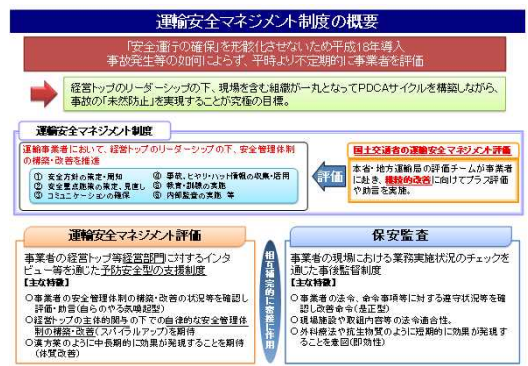 運輸安全マネジメント制度の概要
「安全運行の確保」を形骸化させないため平成18年導入
事故発生等の如何によらず、平時より不定期的に事業者を評価
経営トップのリーダーシップの下、現場を含む組織が一丸となってPDCAサイクルを構築しながら、
事故の「未然防止」を実現することが究極の目標。
運輸安全マネジメント制度
運輸事業者において、経営トップのリーダーシップの下、安全管理体制
の構築・改善を推進
① 安全方針の策定・周知
② 安全重点施策の策定、見直し
③ コミュニケーションの確保
④ 事故、ヒヤリ・ハット情報の収集・活用
⑤ 教育・訓練の実施
⑥ 内部監査の実施 等
評価
国土交通省の運輸安全マネジメント評価
本省・地方運輸局の評価チームが事業者
に赴き、継続的改善に向けてプラス評価
や助言を実施。
運輸安全マネジメント評価
事業者の経営トップ等経営部門に対するインタ
ビュー等を通じた予防安全型の支援制度
【主な特徴】
○事業者の安全管理体制の構築・改善の状況等を確認し
評価・助言(自らのやる気喚起型)
○経営トップの主体的関与の下での自律的な安全管理体
制の構築・改善(スパイラルアップ)を期待
○漢方薬のように中長期的に効果が発現することを期待
(体質改善)
相互補完的に密接に作用
保安監査
事業者の現場における業務実施状況のチェックを
通じた事後監督制度
【主な特徴】
○事業者の法令、命令事項等に対する遵守状況等を確
認し改善命令(是正型)
○現場施設や取組内容等の法令適合性。
○外科療法や抗生物質のように短期的に効果が発現す
ることを意図(即効性)